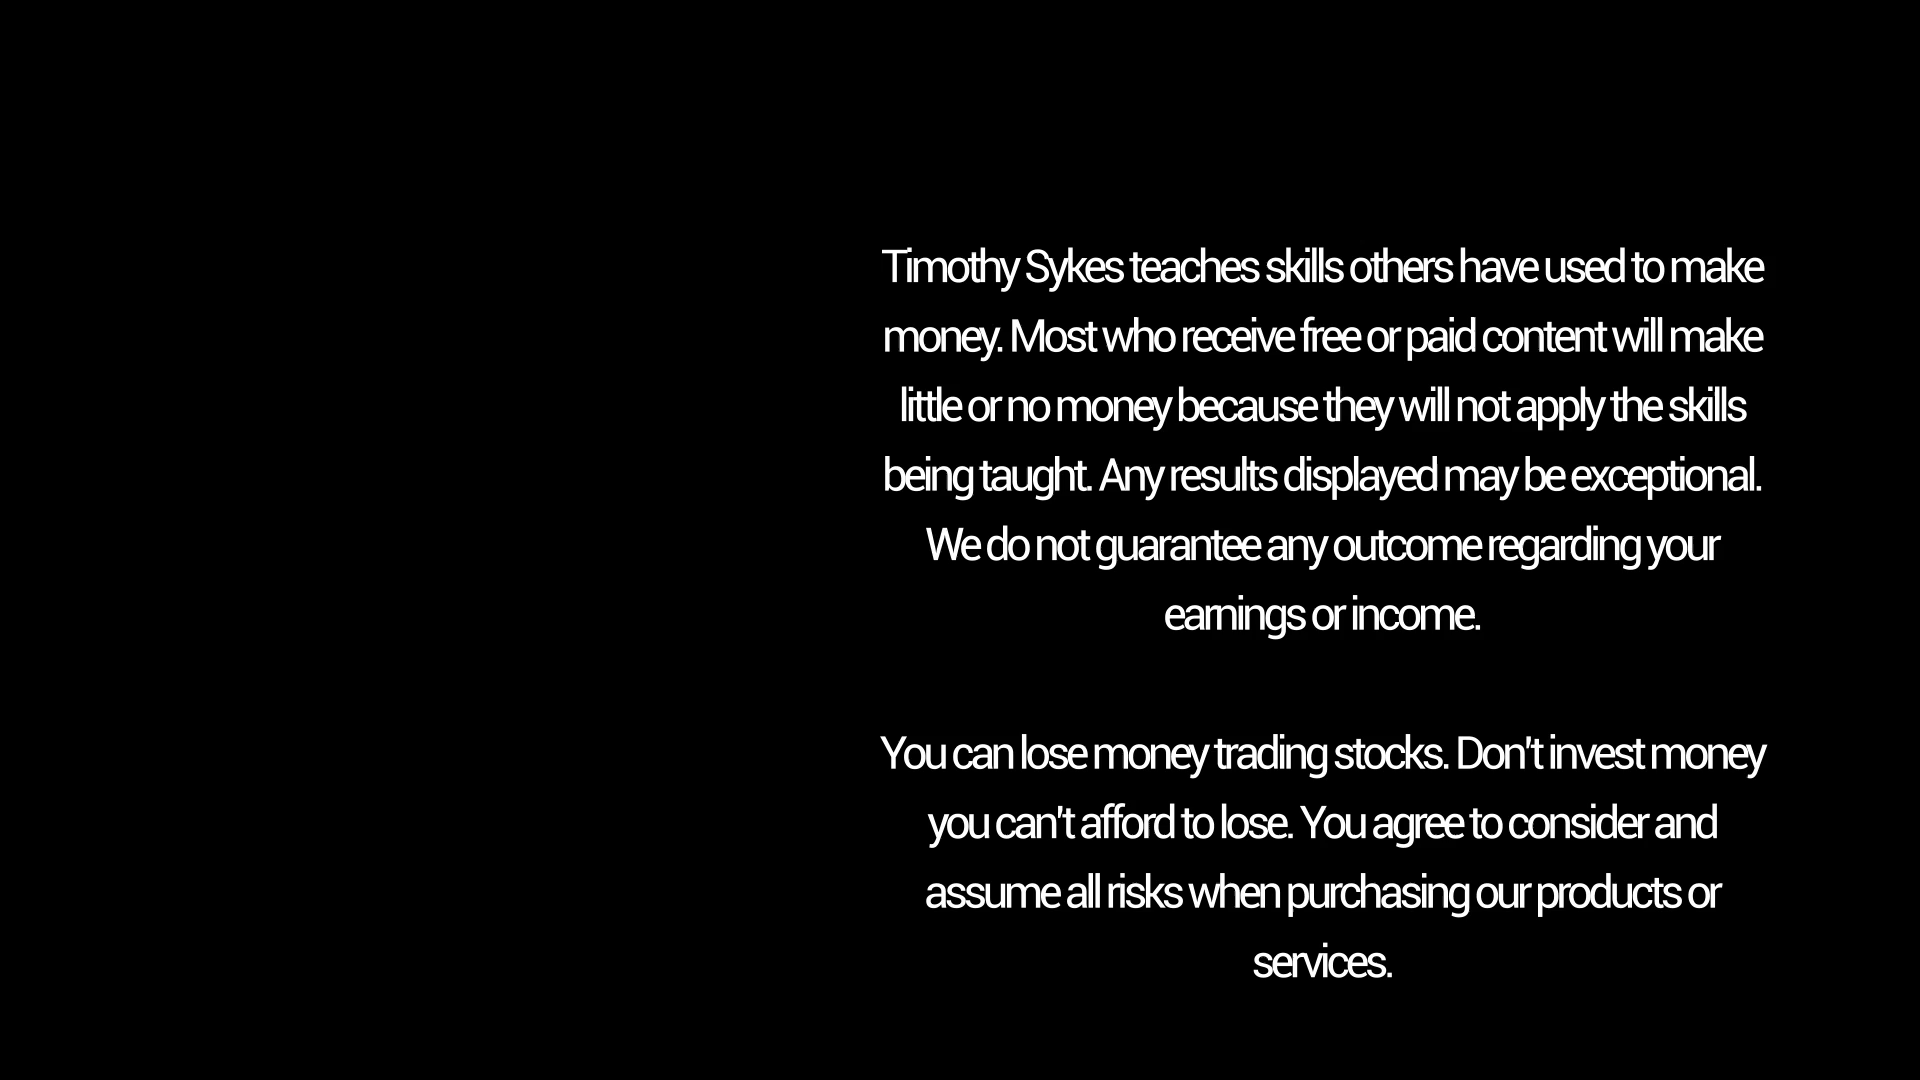 Timothy Sykes teaches skills others have used to make
money. Most who receive free or paid content will make
little or no money because they will not apply the skills
being taught. Any results displayed may be exceptional.
We do not guarantee any outcome regarding your
earnings or income.
You can lose money trading stocks. Don't invest money
you can't afford to lose. You agree to consider and
assume all risks when purchasing our products or
services.